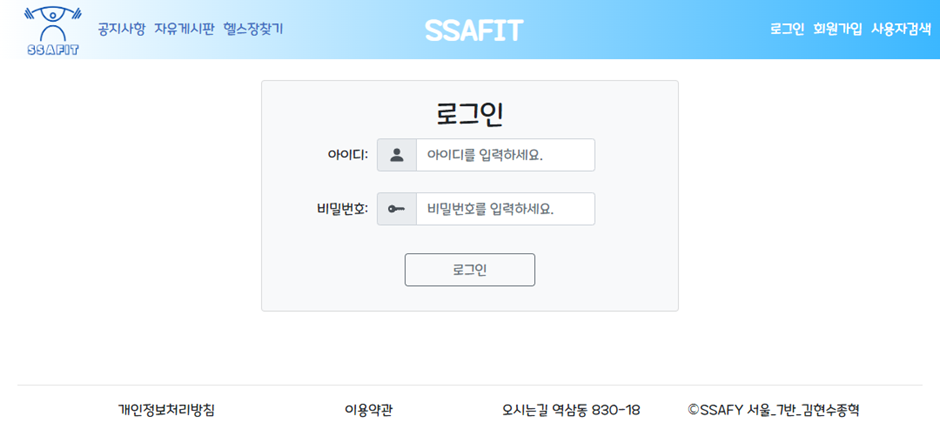 SSAFIT
공지사항 자유게시판 헬스장찾기
SSAFIT
로그인 회원가입 사용자검색
로그인
아이디: 아이디를 입력하세요.
비밀번호: 비밀번호를 입력하세요.
로그인
개인정보처리방침 이용약관 오시는길 역삼동 830-18 ©SSAFY 서울_7반_김현수종혁